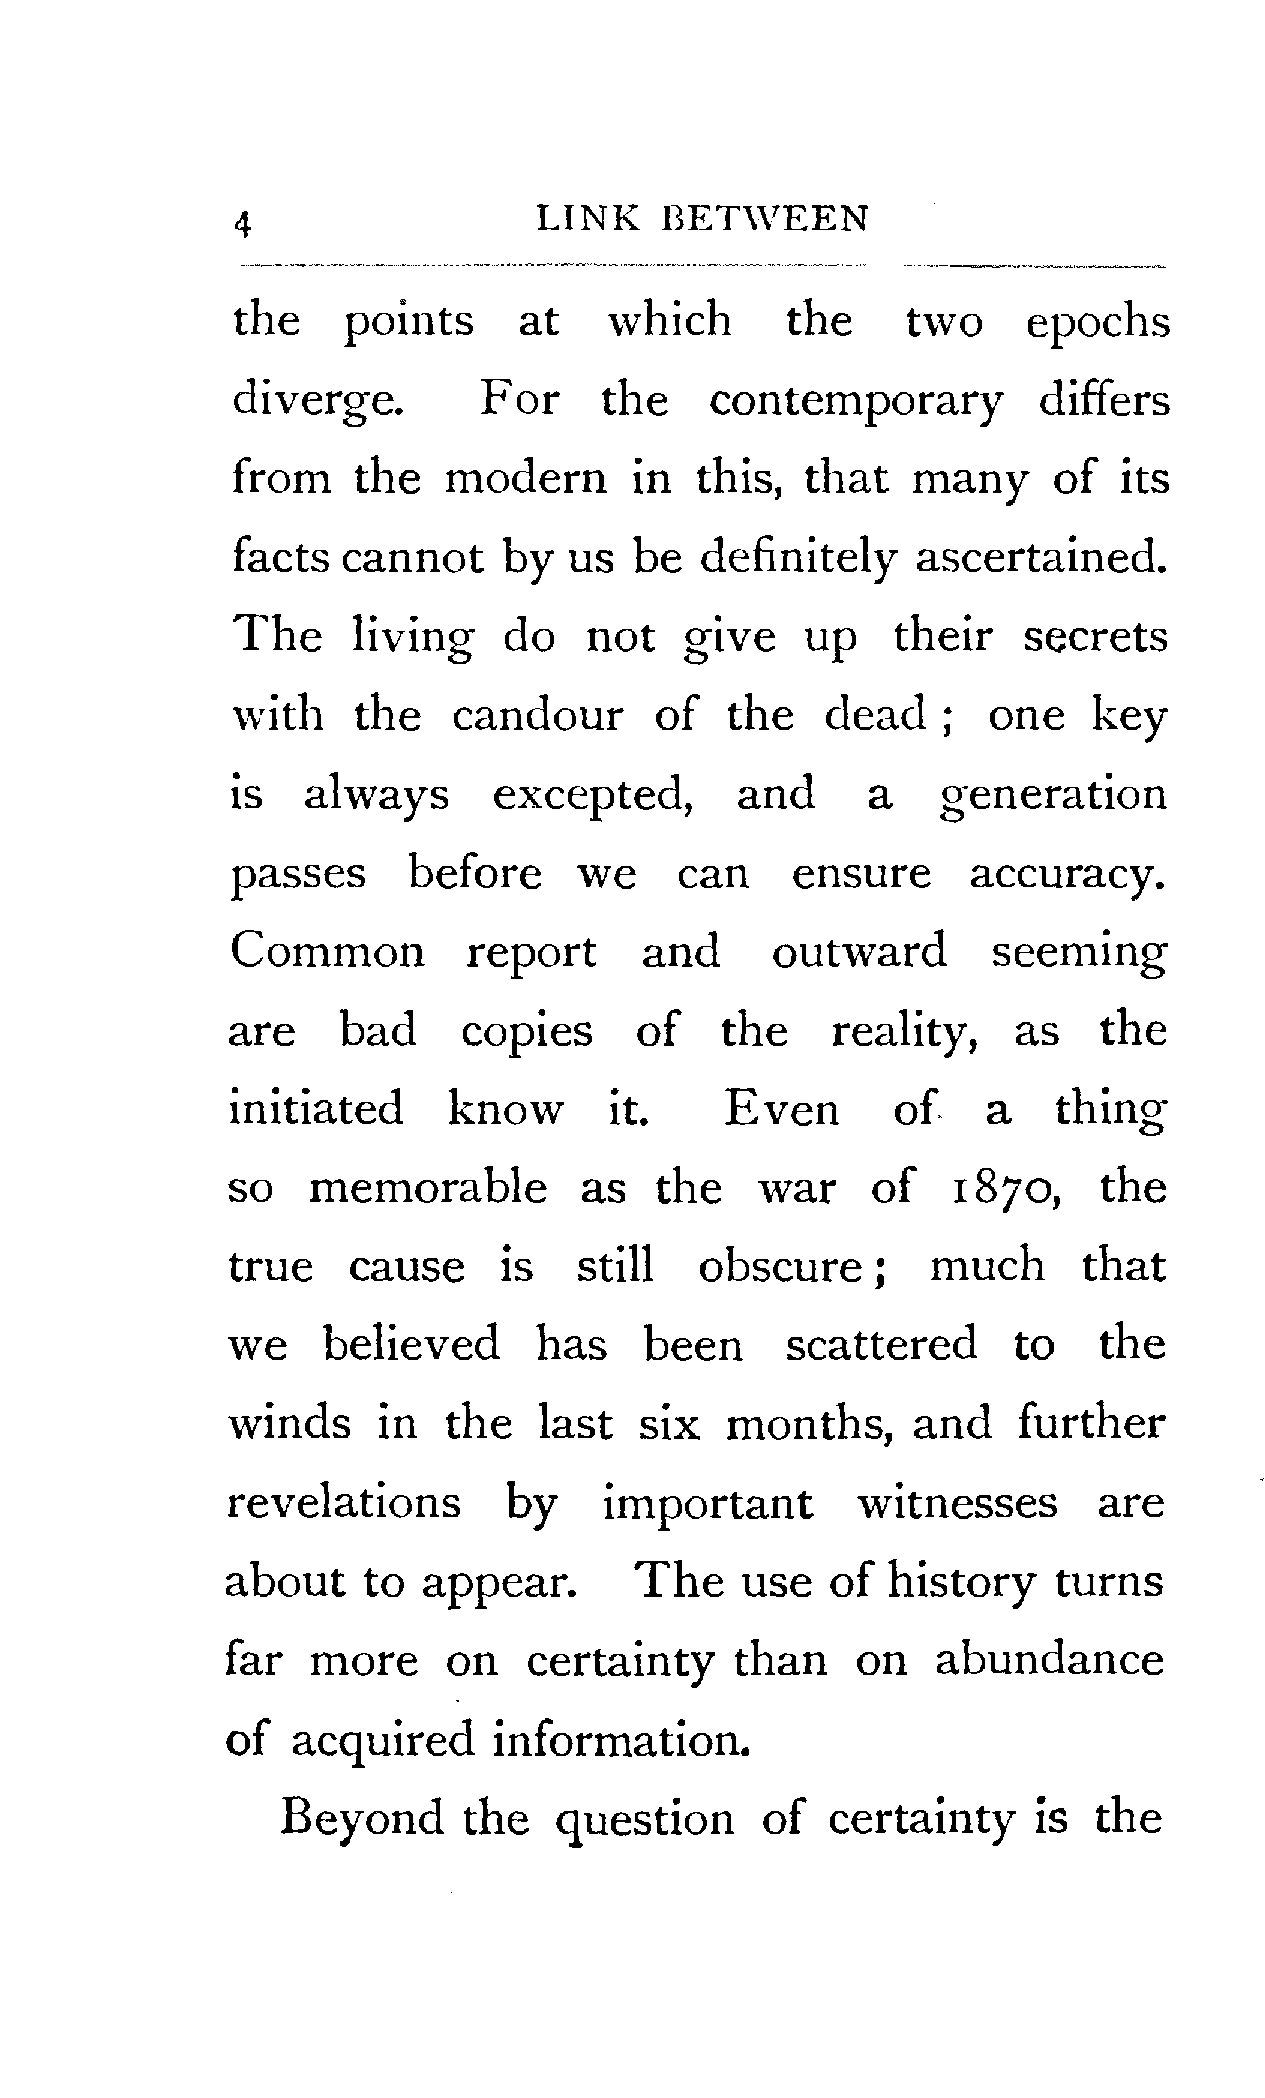 4 LINK BETWEEN
the points at which the two epochs
diverge. For the contemporary differs
from the modern in this, that many of its
facts cannot by us be definitely ascertained.
The living do not give up their secrets
with the candour of the dead ; one key
is always excepted, and a generation
passes before we can ensure accuracy.
Common report and outward seeming
are bad copies of the reality, as the
initiated know it. Even of a thing
so memorable as the war of 1870, the
true cause is still obscure ; much that
we believed has been scattered to the
winds in the last six months, and further
revelations by important witnesses are
about to appear. The use of history turns
far more on certainty than on abundance
of acquired information.
Beyond the question of certainty is the